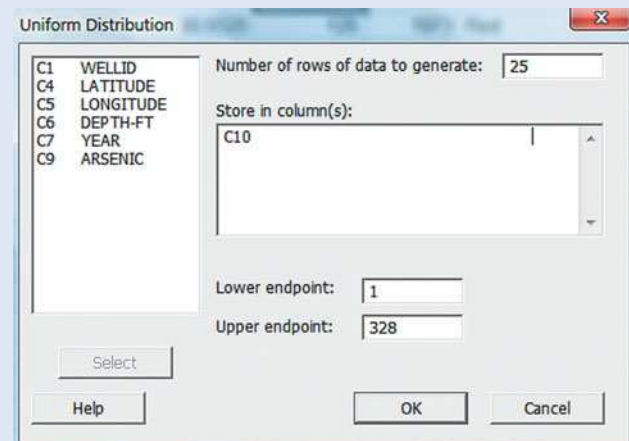 Uniform Distribution
C1 WELLID
C4 LATITUDE
C5 LONGITUDE
C6 DEPTH-FT
C7 YEAR
C9 ARSENIC
Number of rows of data to generate: 25
Store in column(s):
C10
Lower endpoint: 1
Upper endpoint: 328
Select
Help
OK
Cancel